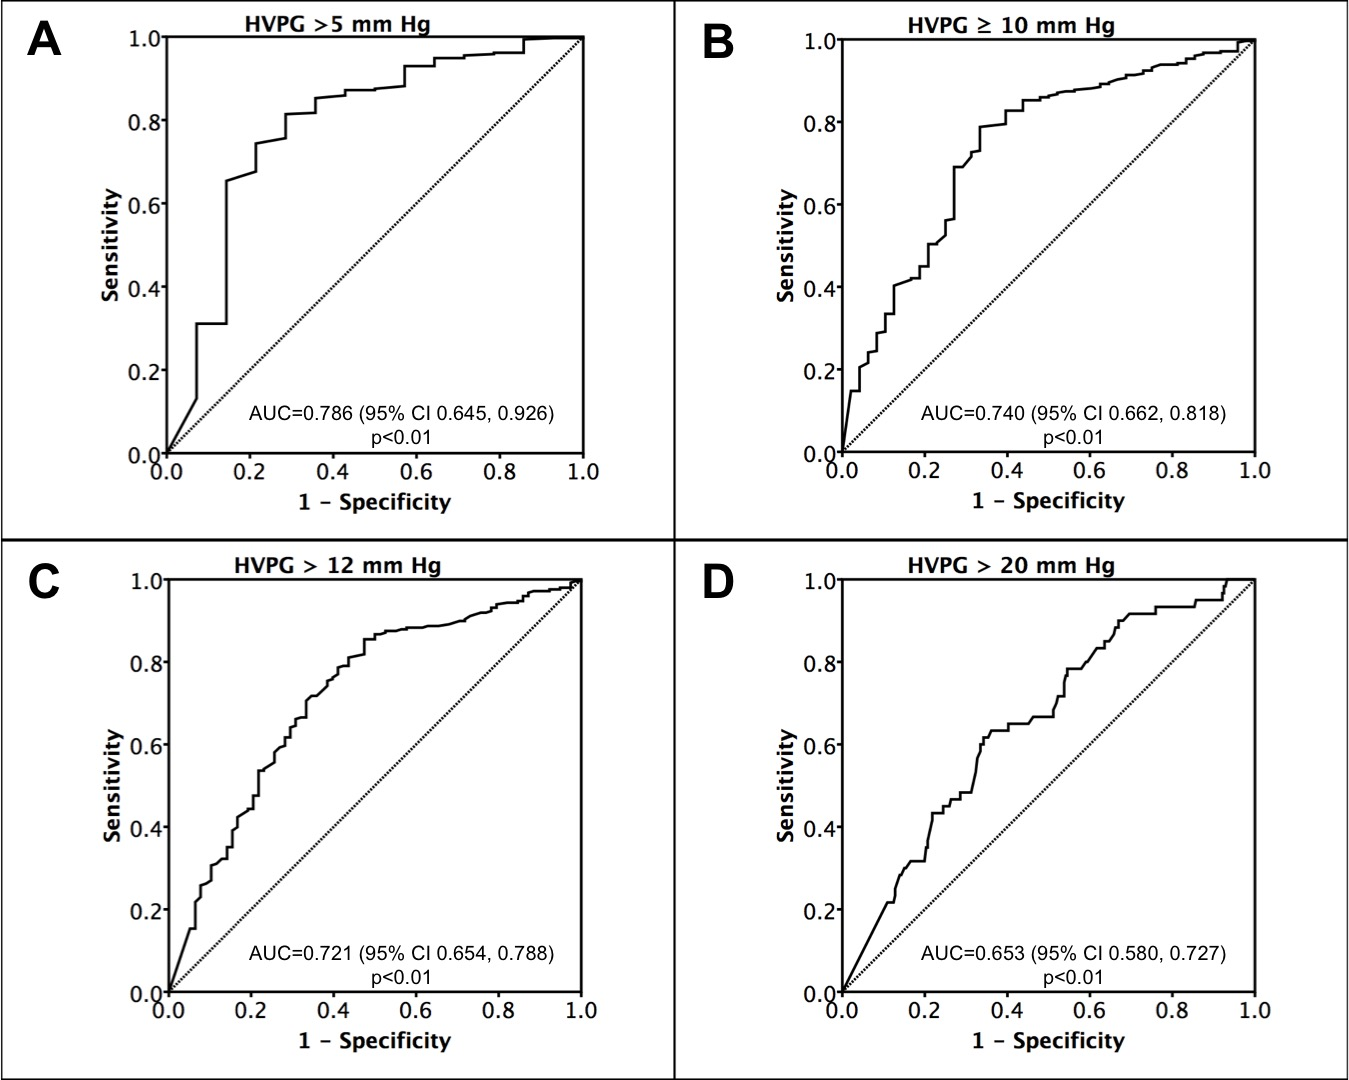 A
HVPG >5 mm Hg
1.0
0.8
0.6
0.4
0.2
0.0
Sensitivity
AUC=0.786 (95% CI 0.645, 0.926)
p<0.01
0.0 0.2 0.4 0.6 0.8 1.0
1 – Specificity
B
HVPG ≥ 10 mm Hg
1.0
0.8
0.6
0.4
0.2
0.0
Sensitivity
AUC=0.740 (95% CI 0.662, 0.818)
p<0.01
0.0 0.2 0.4 0.6 0.8 1.0
1 – Specificity
C
HVPG > 12 mm Hg
1.0
0.8
0.6
0.4
0.2
0.0
Sensitivity
AUC=0.721 (95% CI 0.654, 0.788)
p<0.01
0.0 0.2 0.4 0.6 0.8 1.0
1 – Specificity
D
HVPG > 20 mm Hg
1.0
0.8
0.6
0.4
0.2
0.0
Sensitivity
AUC=0.653 (95% CI 0.580, 0.727)
p<0.01
0.0 0.2 0.4 0.6 0.8 1.0
1 – Specificity